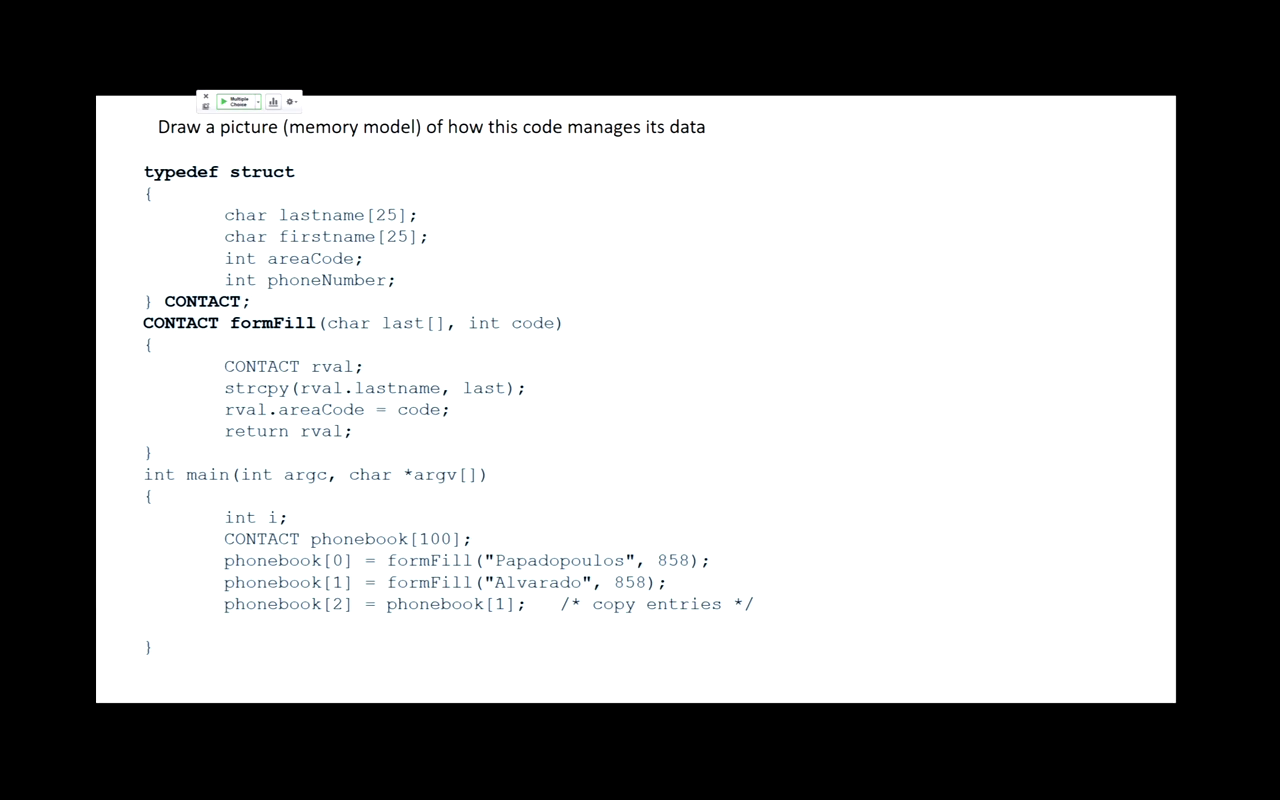 Multiple
Choice
Draw a picture (memory model) of how this code manages its data
typedef struct
{
char lastname[25];
char firstname[25];
int areaCode;
int phoneNumber;
} CONTACT;
CONTACT formFill(char last[], int code)
{
CONTACT rval;
strcpy(rval.lastname, last);
rval.areaCode = code;
return rval;
}
int main(int argc, char *argv[])
{
int i;
CONTACT phonebook[100];
phonebook[0] = formFill("Papadopoulos", 858);
phonebook[1] = formFill("Alvarado", 858);
phonebook[2] = phonebook[1]; /* copy entries */
}